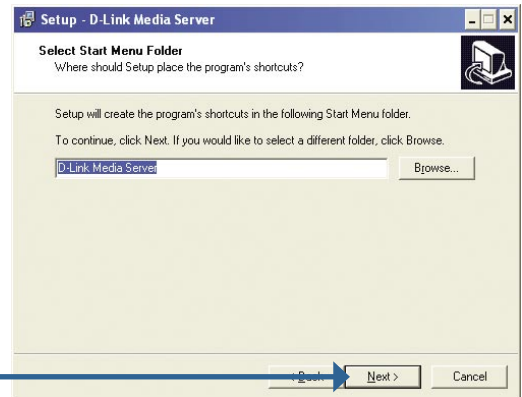 Setup - D-Link Media Server
Select Start Menu Folder
Where should Setup place the program's shortcuts?
Setup will create the program's shortcuts in the following Start Menu folder.
To continue, click Next. If you would like to select a different folder, click Browse.
D-Link Media Server
Browse...
Next >
Cancel